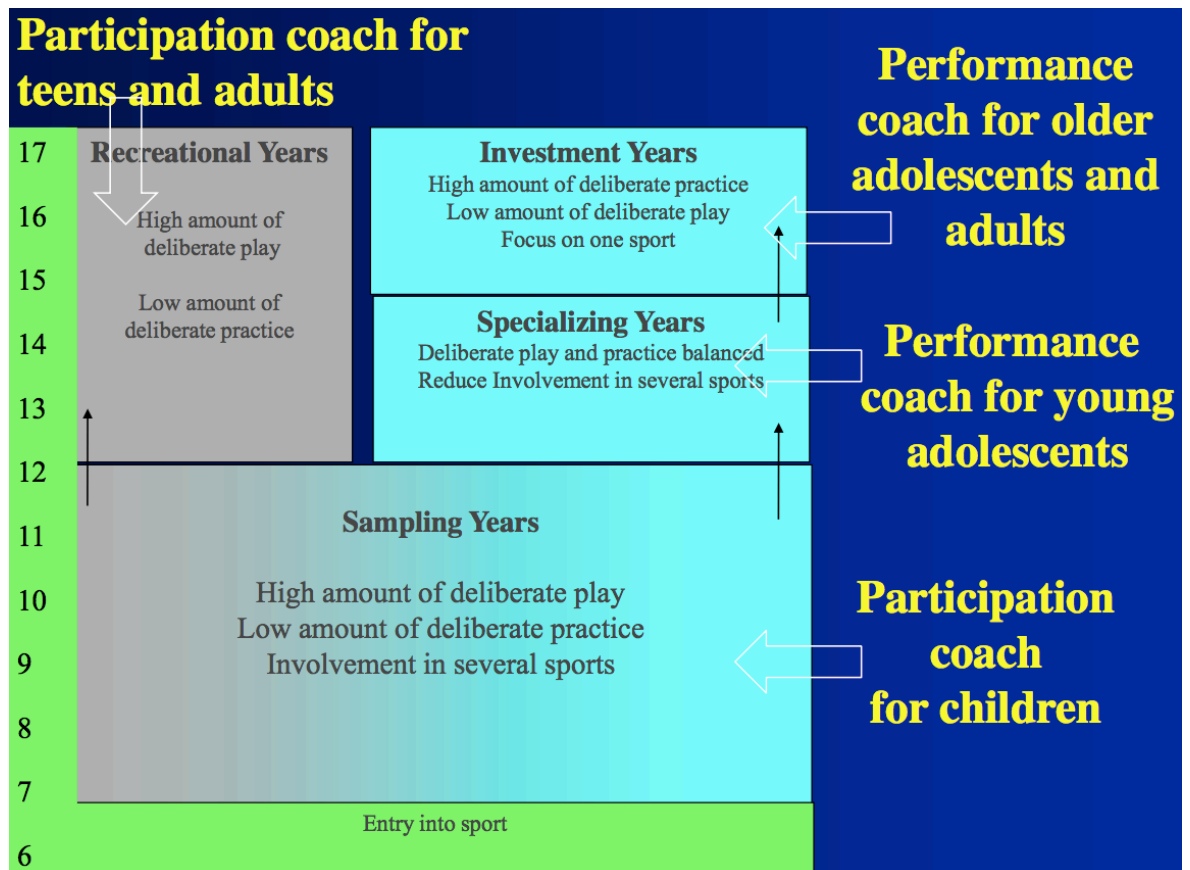 Participation coach for
teens and adults
Performance
coach for older
adolescents and
adults
Performance
coach for young
adolescents
Participation
coach
for children
17
16
15
14
13
12
11
10
9
8
7
6
Recreational Years
High amount of
deliberate play
Low amount of
deliberate practice
Investment Years
High amount of deliberate practice
Low amount of deliberate play
Focus on one sport
Specializing Years
Deliberate play and practice balanced
Reduce Involvement in several sports
Sampling Years
High amount of deliberate play
Low amount of deliberate practice
Involvement in several sports
Entry into sport